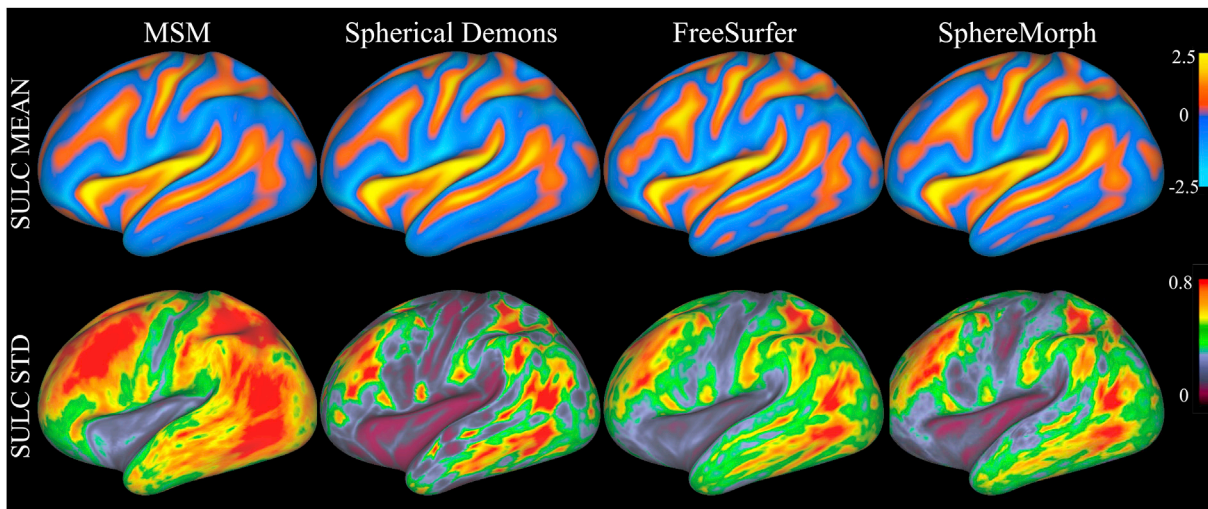 MSM Spherical Demons FreeSurfer SphereMorph
SULC MEAN
2.5
0
-2.5
SULC STD
0.8
0